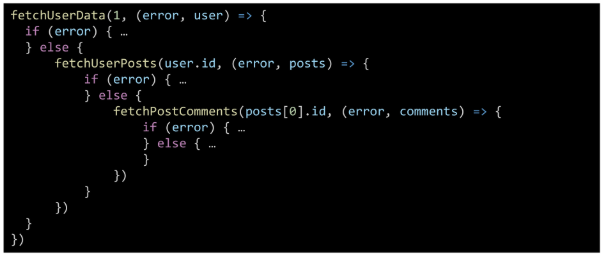 fetchUserData(1, (error, user) => {
  if (error) { …
  } else {
      fetchUserPosts(user.id, (error, posts) => {
          if (error) { …
          } else {
              fetchPostComments(posts[0].id, (error, comments) => {
                  if (error) { …
                  } else { …
                  }
              })
          }
      })
  }
})